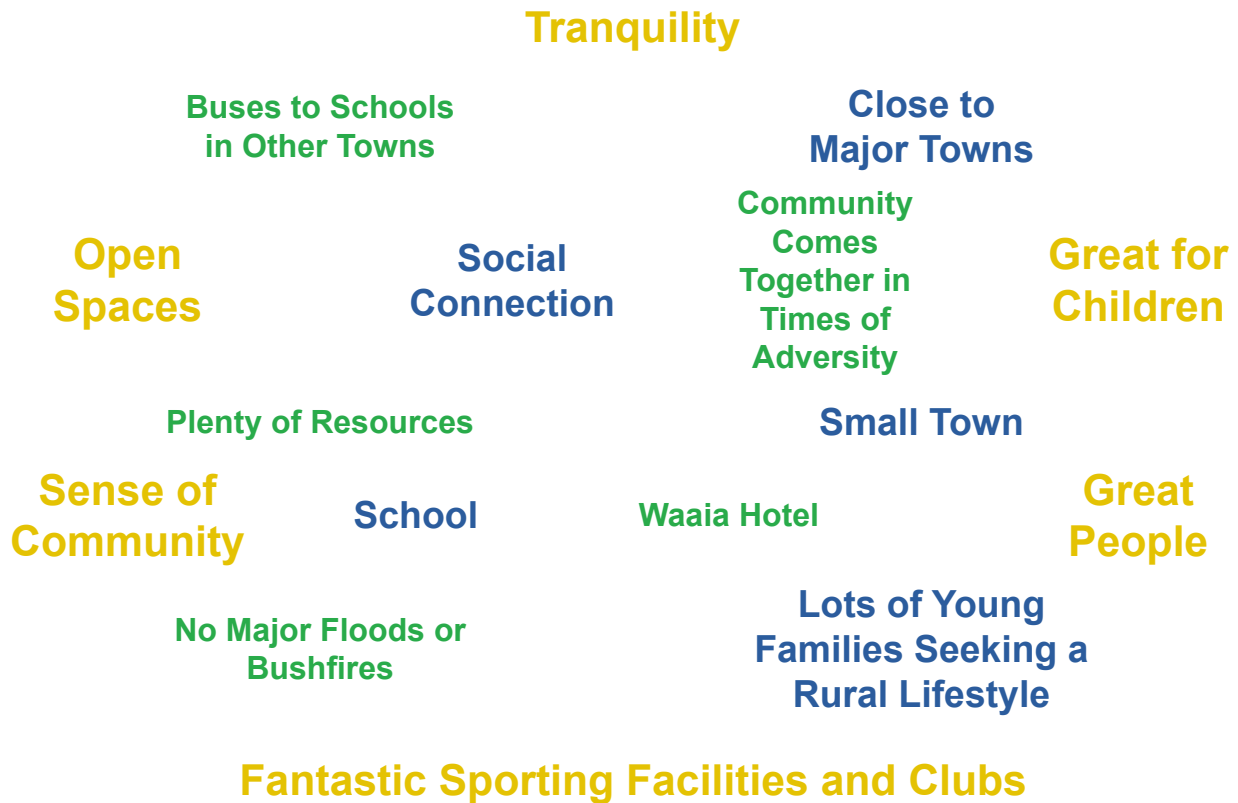 Tranquility
Buses to Schools
in Other Towns
Close to
Major Towns
Open
Spaces
Social
Connection
Community
Comes
Together in
Times of
Adversity
Great for
Children
Plenty of Resources
Small Town
Sense of
Community
School
Waaia Hotel
Great
People
No Major Floods or
Bushfires
Lots of Young
Families Seeking a
Rural Lifestyle
Fantastic Sporting Facilities and Clubs